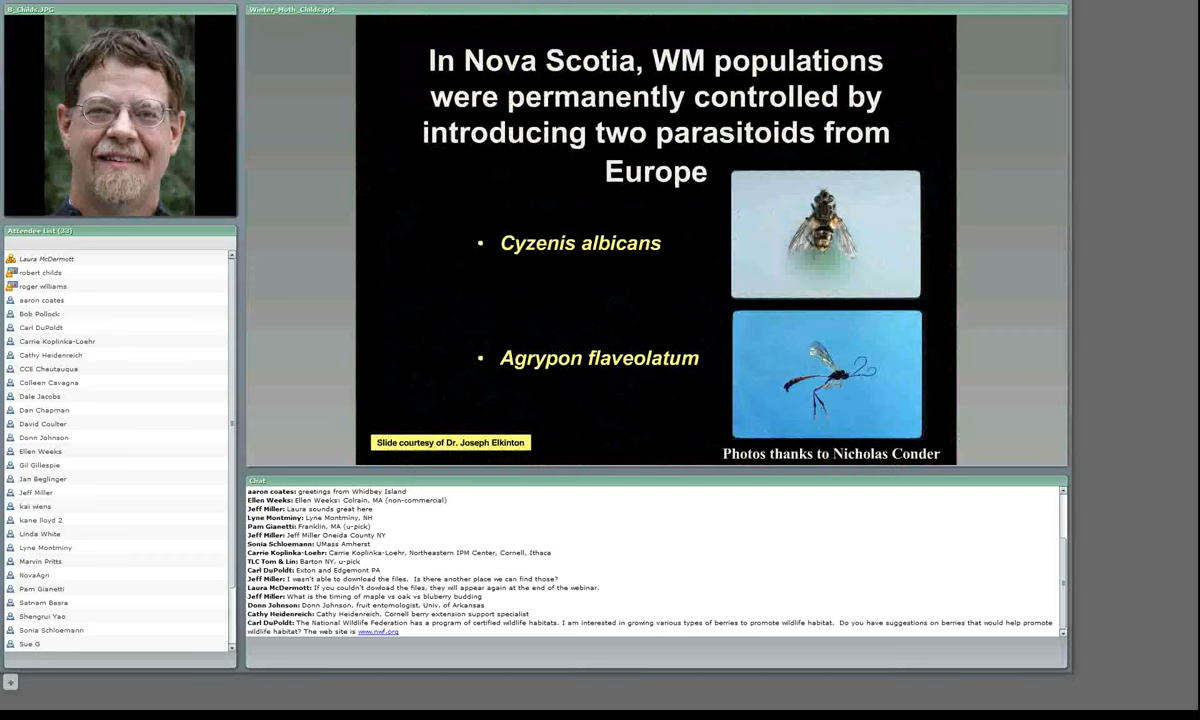 B_Childs.JPG
Winter_Moth_Childs.ppt
In Nova Scotia, WM populations
were permanently controlled by
introducing two parasitoids from
Europe
• Cyzenis albicans
• Agrypon flaveolatum
Slide courtesy of Dr. Joseph Elkinton
Photos thanks to Nicholas Conder
Attendee List (33)
Laura McDermott
robert childs
roger williams
aaron coates
Bob Pollock
Carl DuPoldt
Carrie Koplinka-Loehr
Cathy Heidenreich
CCE Chautauqua
Colleen Cavagna
Dale Jacobs
Dan Chapman
David Coulter
Donn Johnson
Ellen Weeks
Gil Gillespie
Jan Beglinger
Jeff Miller
kai wiens
kane lloyd 2
Linda White
Lyne Montminy
Marvin Pritts
NovaAgri
Pam Gianetti
Satnam Basra
Shengrui Yao
Sonia Schloemann
Sue G
Chat
aaron coates: greetings from Whidbey Island
Ellen Weeks: Ellen Weeks: Colrain, MA (non-commercial)
Jeff Miller: Laura sounds great here
Lyne Montminy: Lyne Montminy, NH
Pam Gianetti: Franklin, MA (u-pick)
Jeff Miller: Jeff Miller Oneida County NY
Sonia Schloemann: UMass Amherst
Carrie Koplinka-Loehr: Carrie Koplinka-Loehr, Northeastern IPM Center, Cornell, Ithaca
TLC Tom & Lin: Barton NY, u-pick
Carl DuPoldt: Exton and Edgemont PA
Jeff Miller: I wasn't able to download the files. Is there another place we can find those?
Laura McDermott: If you couldn't dowload the files, they will appear again at the end of the webinar.
Jeff Miller: What is the timing of maple vs oak vs bluberry budding
Donn Johnson: Donn Johnson, fruit entomologist, Univ. of Arkansas
Cathy Heidenreich: Cathy Heidenreich, Cornell berry extension support specialist
Carl DuPoldt: The National Wildlife Federation has a program of certified wildlife habitats. I am interested in growing various types of berries to promote wildlife habitat. Do you have suggestions on berries that would help promote
wildlife habitat? The web site is www.nwf.org